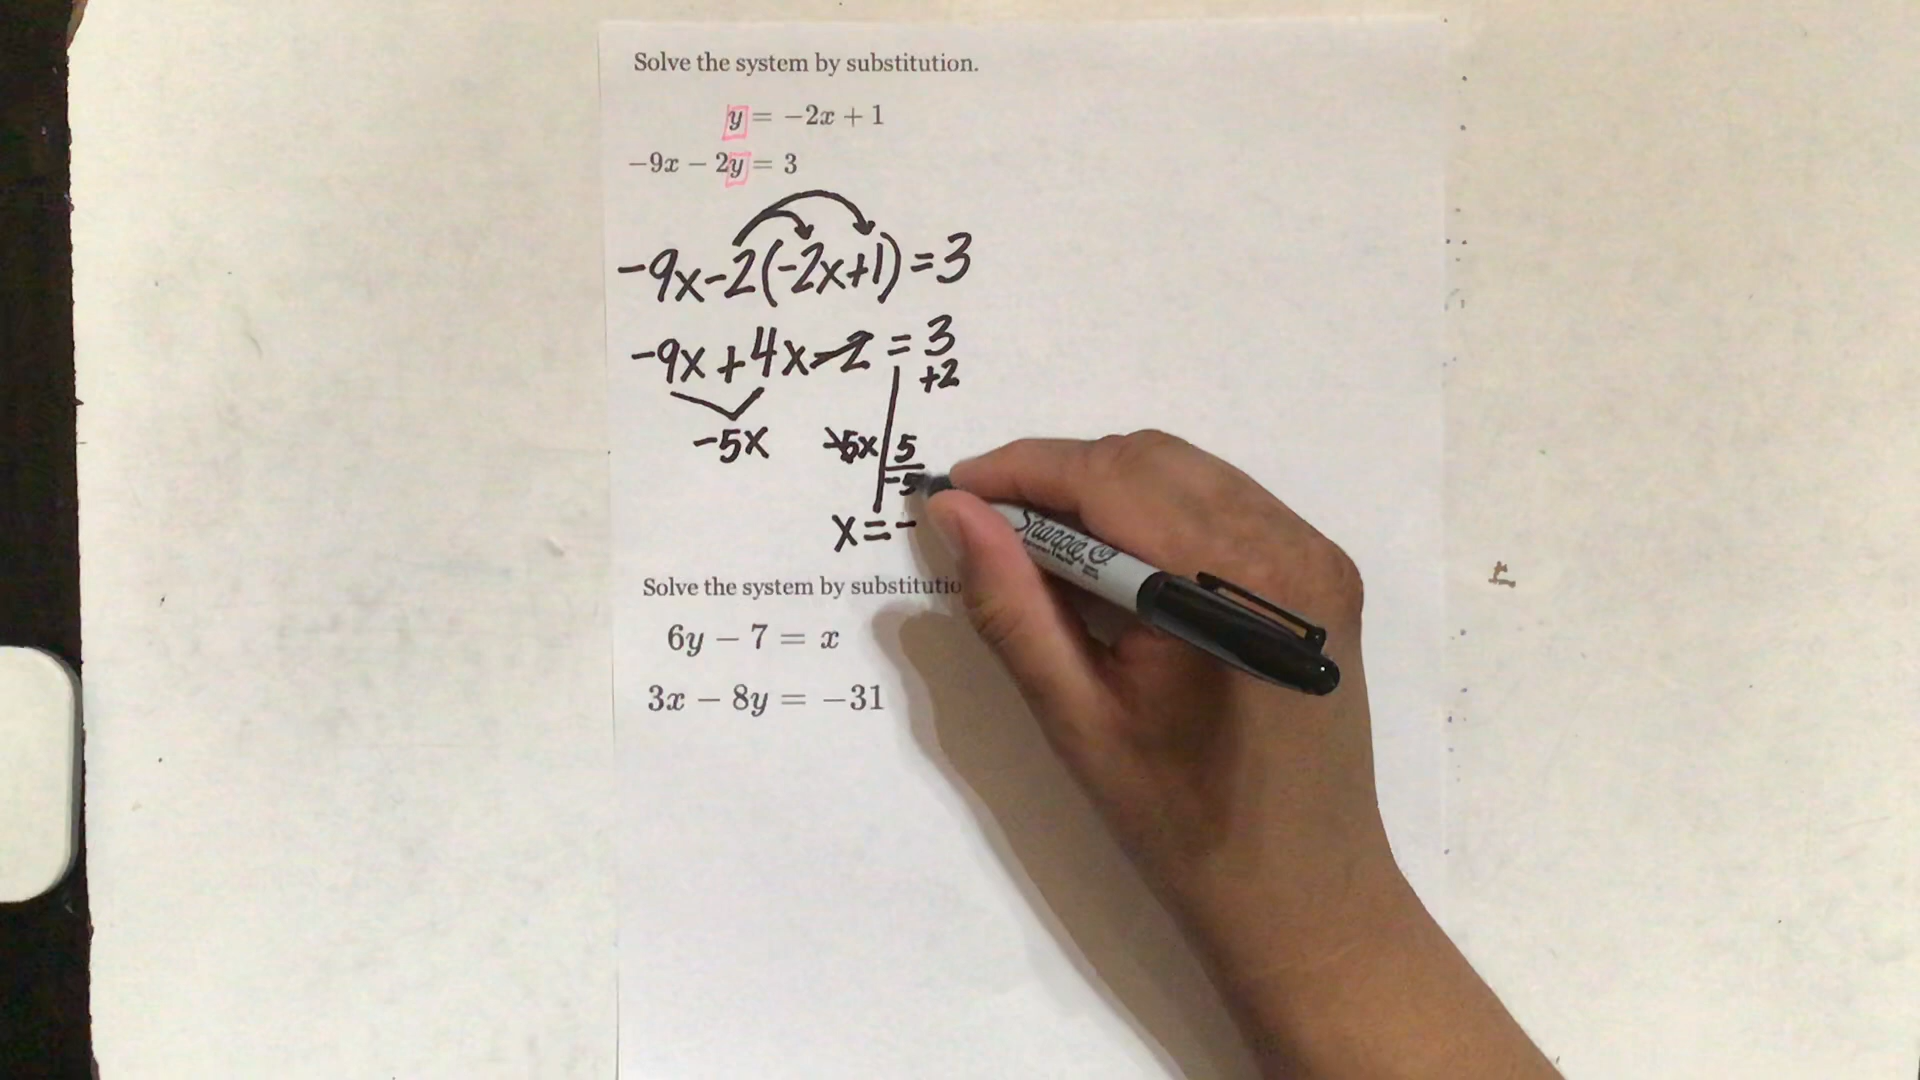 Solve the system by substitution.
y = −2x + 1
−9x − 2y = 3
-9x-2(-2x+1)=3
-9x+4x-2=3
+2
-5x
-5x 5
-5
x=-
Sharpie
Solve the system by substitutio
6y − 7 = x
3x − 8y = −31